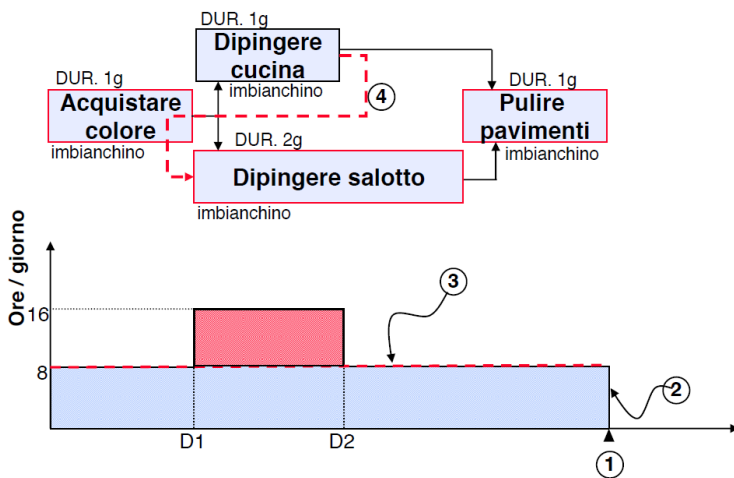 DUR. 1g
Dipingere
cucina
imbianchino
DUR. 1g
Acquistare
colore
imbianchino
4
DUR. 1g
Pulire
pavimenti
imbianchino
DUR. 2g
Dipingere salotto
imbianchino
Ore / giorno
16
8
3
2
D1
D2
1